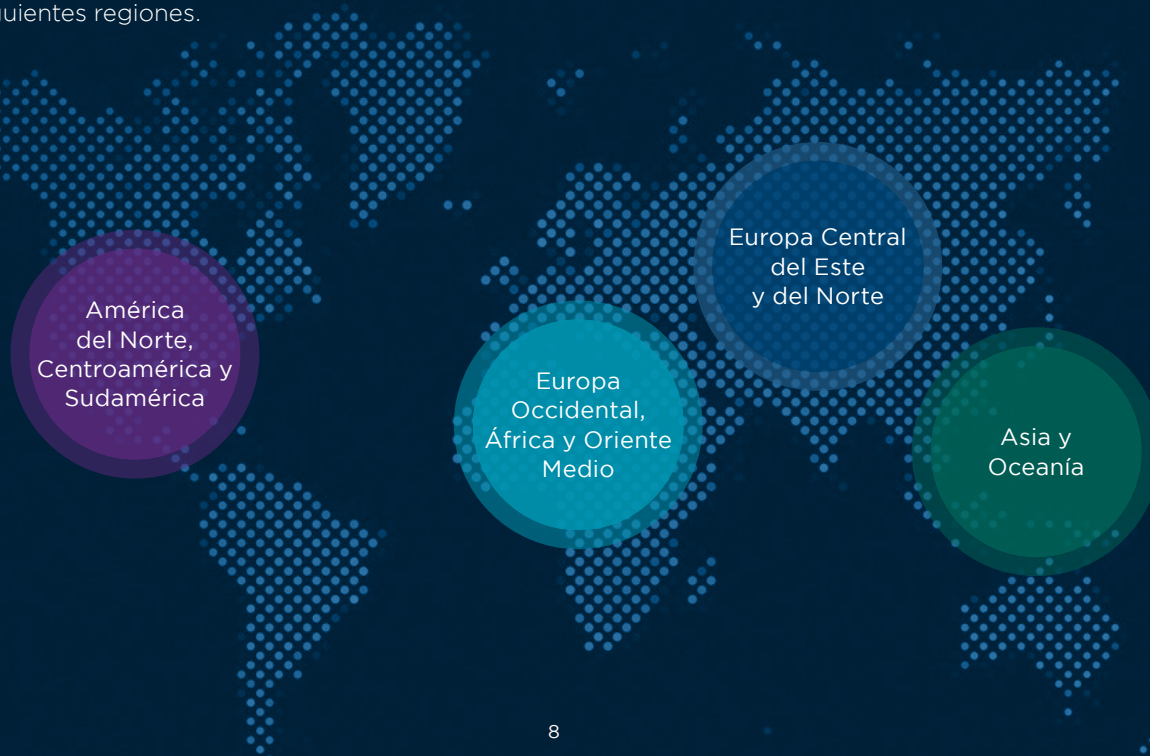 regiones.
América
del Norte,
Centroamérica y
Sudamérica
Europa
Occidental,
África y Oriente
Medio
Europa Central
del Este
y del Norte
Asia y
Oceanía
8